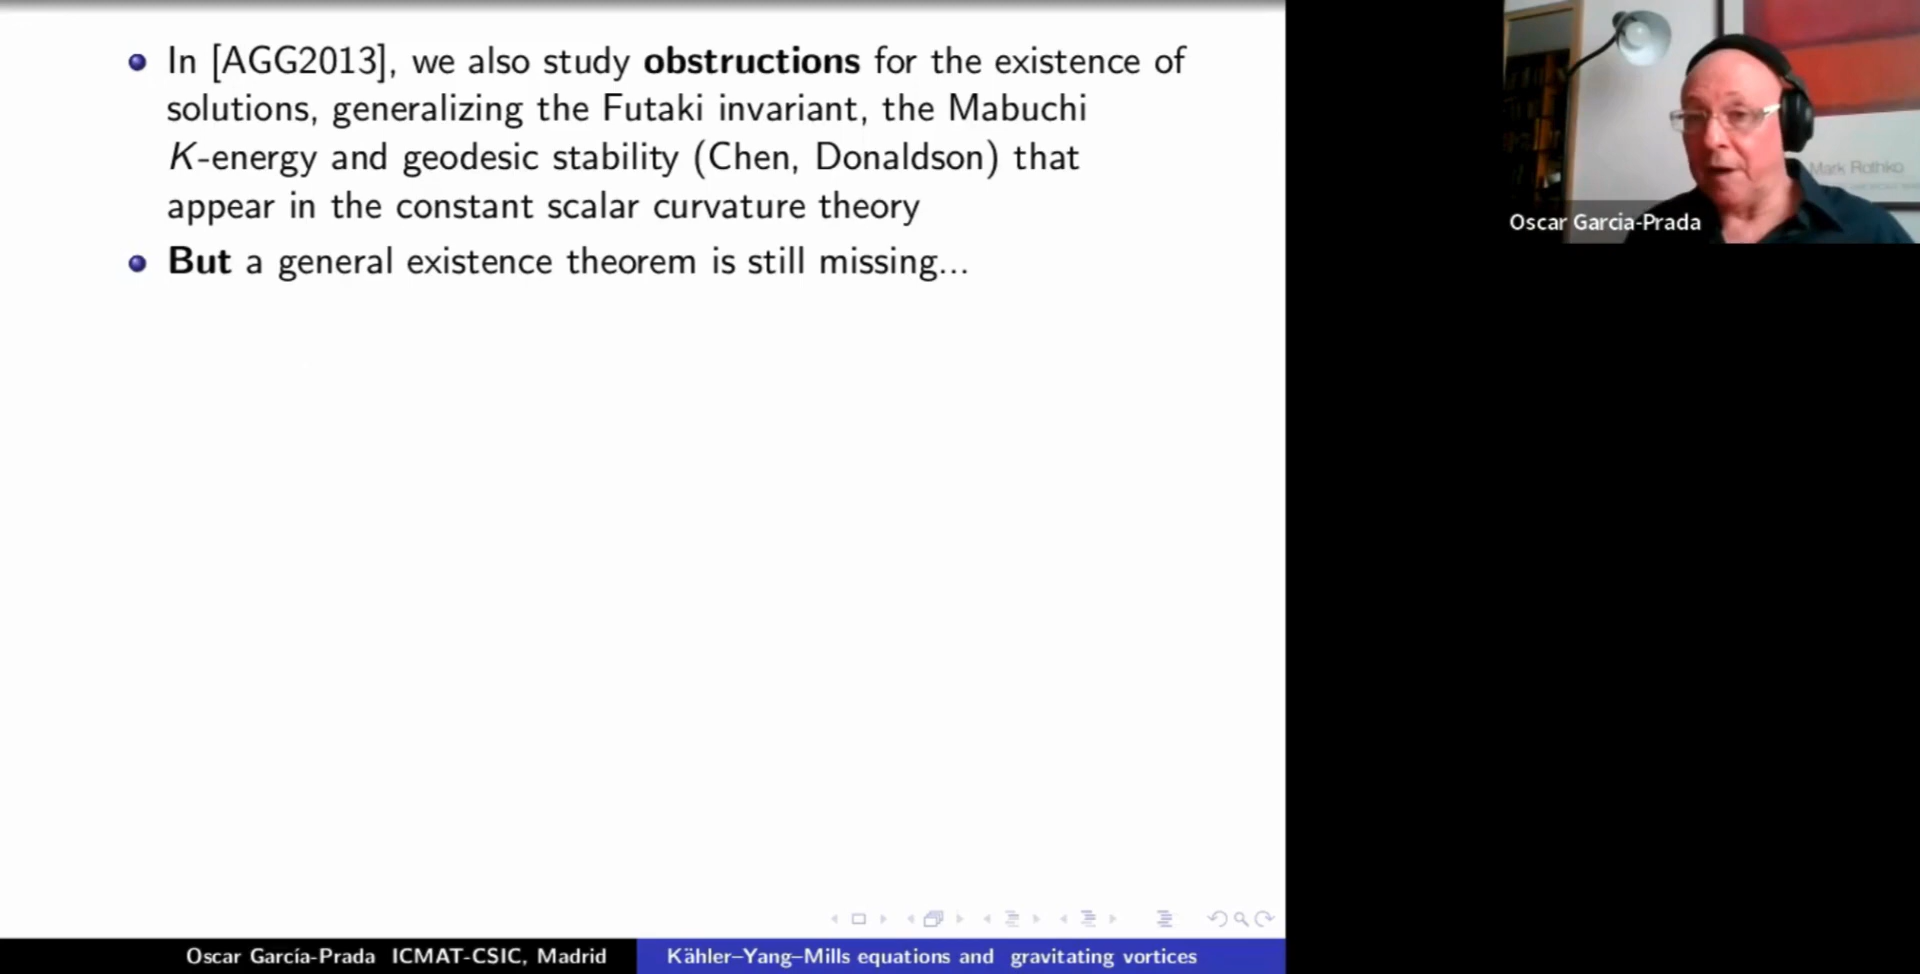 In [AGG2013], we also study obstructions for the existence of
solutions, generalizing the Futaki invariant, the Mabuchi
K-energy and geodesic stability (Chen, Donaldson) that
appear in the constant scalar curvature theory
But a general existence theorem is still missing...
Mark Rothko
Oscar Garcia-Prada
Oscar García-Prada ICMAT-CSIC, Madrid
Kähler–Yang–Mills equations and gravitating vortices